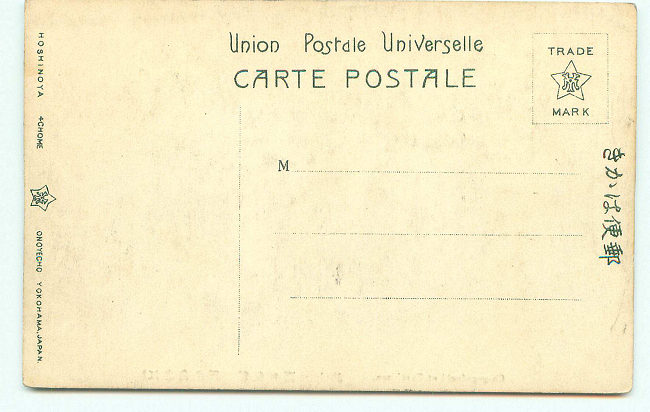 Union Postale Universelle
CARTE POSTALE
TRADE
MARK
M
郵便はかき
HOSHINOYA 4CHOME ONOYECHO YOKOHAMA, JAPAN.